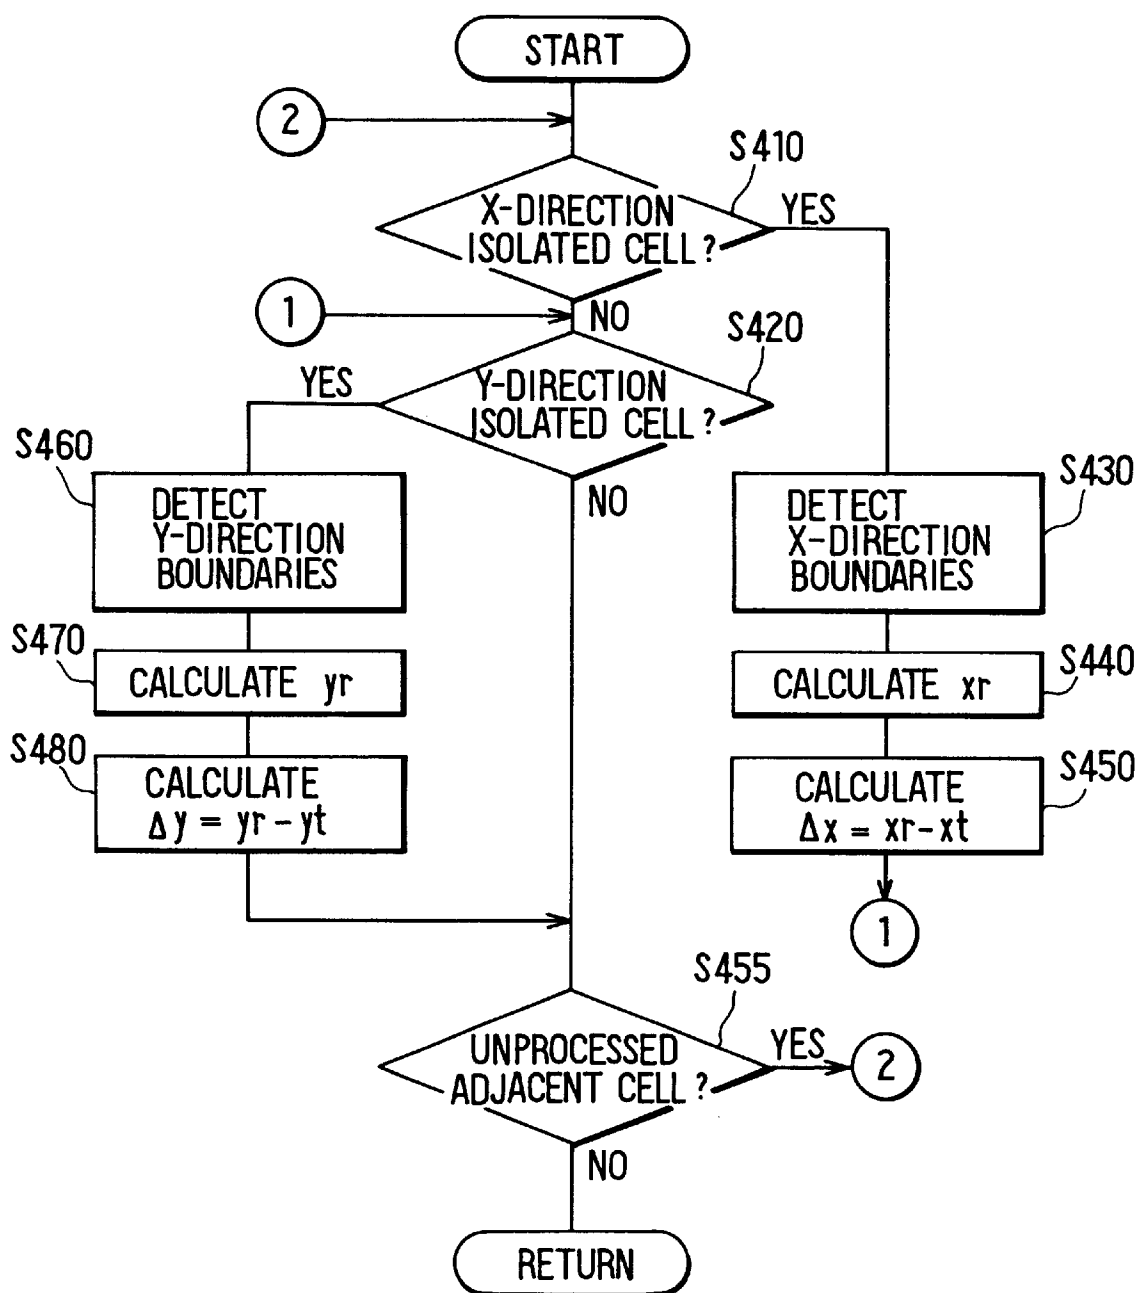 START
2
S410
X-DIRECTION
ISOLATED CELL?
YES
1
NO
S420
YES
Y-DIRECTION
ISOLATED CELL?
NO
S460
DETECT
Y-DIRECTION
BOUNDARIES
S430
DETECT
X-DIRECTION
BOUNDARIES
S470
CALCULATE yr
S440
CALCULATE xr
S480
CALCULATE
Δy = yr - yt
S450
CALCULATE
Δx = xr - xt
1
S455
UNPROCESSED
ADJACENT CELL?
YES
2
NO
RETURN